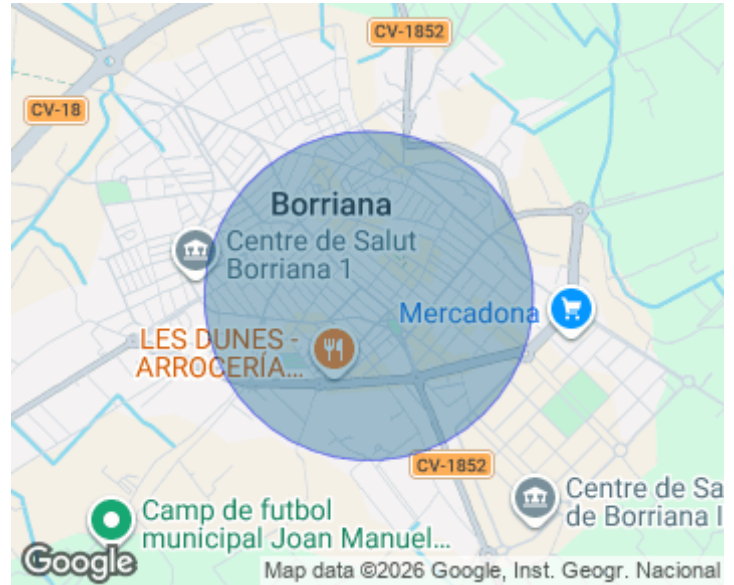 CV-1852
CV-18
Borriana
Centre de Salut
Borriana 1
Mercadona
LES DUNES -
ARROCERÍA...
CV-1852
Centre de Sa
de Borriana I
Camp de futbol
municipal Joan Manuel...
Google
Map data ©2026 Google, Inst. Geogr. Nacional